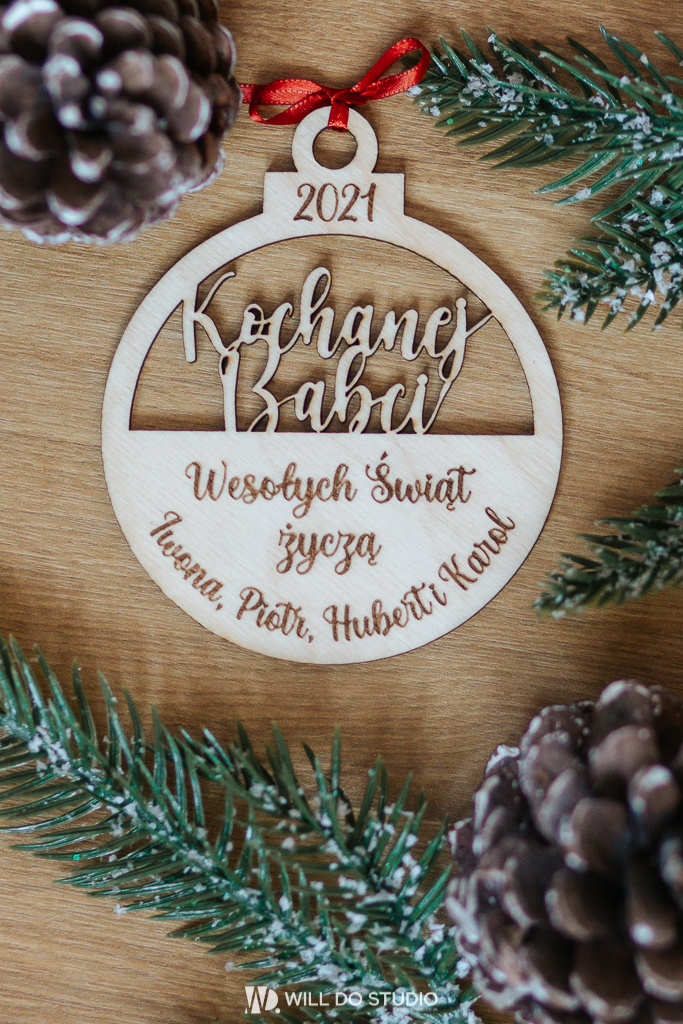 2021
Kochanej
Babci
Wesołych Świąt
życzą
Iwona, Piotr, Hubert i Karol
WILL DO STUDIO